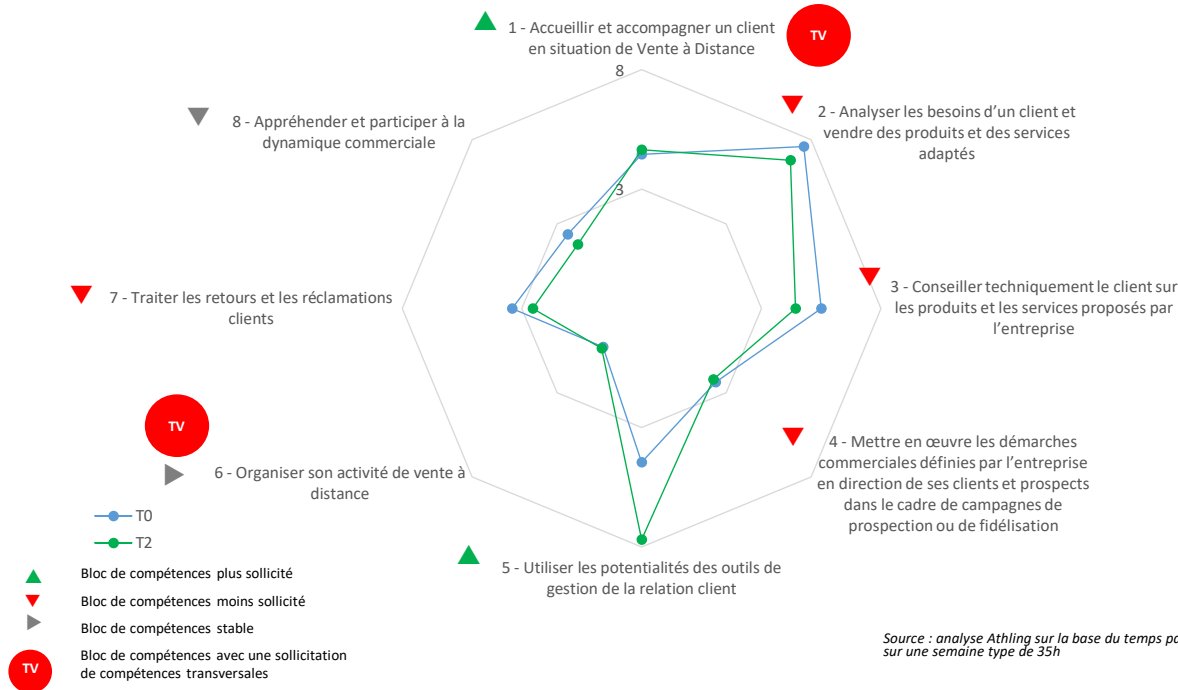 1 - Accueillir et accompagner un client
en situation de Vente à Distance
TV
8
2 - Analyser les besoins d'un client et
vendre des produits et des services
adaptés
8 - Appréhender et participer à la
dynamique commerciale
3
7 - Traiter les retours et les réclamations
clients
3 - Conseiller techniquement le client sur
les produits et les services proposés par
l'entreprise
TV
6 - Organiser son activité de vente à
distance
4 - Mettre en œuvre les démarches
commerciales définies par l'entreprise
en direction de ses clients et prospects
dans le cadre de campagnes de
prospection ou de fidélisation
T0
T2
5 - Utiliser les potentialités des outils de
gestion de la relation client
Bloc de compétences plus sollicité
Bloc de compétences moins sollicité
Bloc de compétences stable
TV
Bloc de compétences avec une sollicitation
de compétences transversales
Source : analyse Athling sur la base du temps
sur une semaine type de 35h